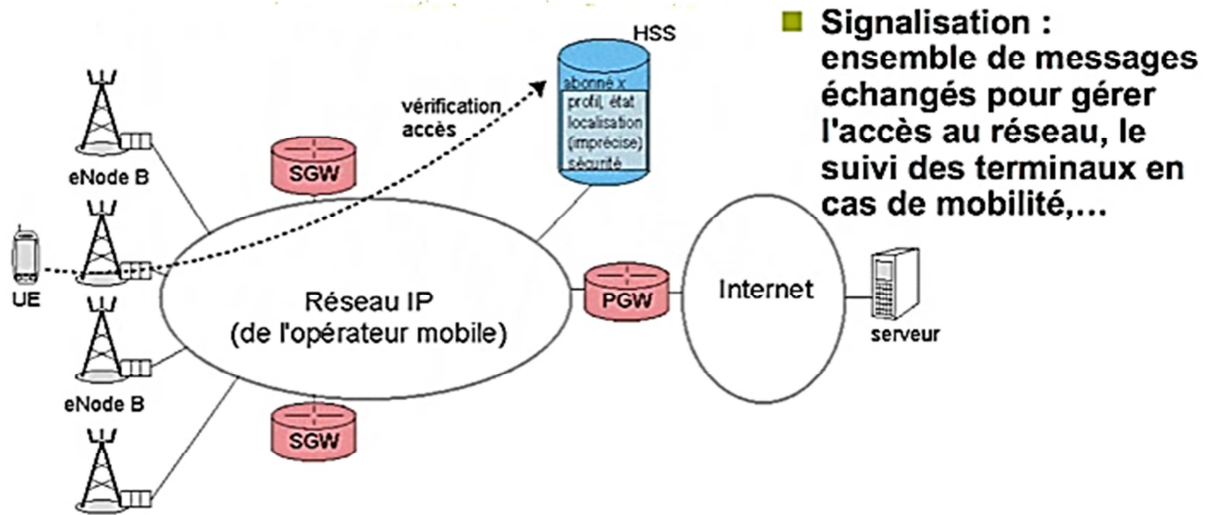 HSS
abonné x
profil, état
localisation
(imprécise)
sécurité
vérification
accès
eNode B
SGW
UE
Réseau IP
(de l'opérateur mobile)
PGW
Internet
serveur
eNode B
SGW
Signalisation :
ensemble de messages
échangés pour gérer
l'accès au réseau, le
suivi des terminaux en
cas de mobilité,...